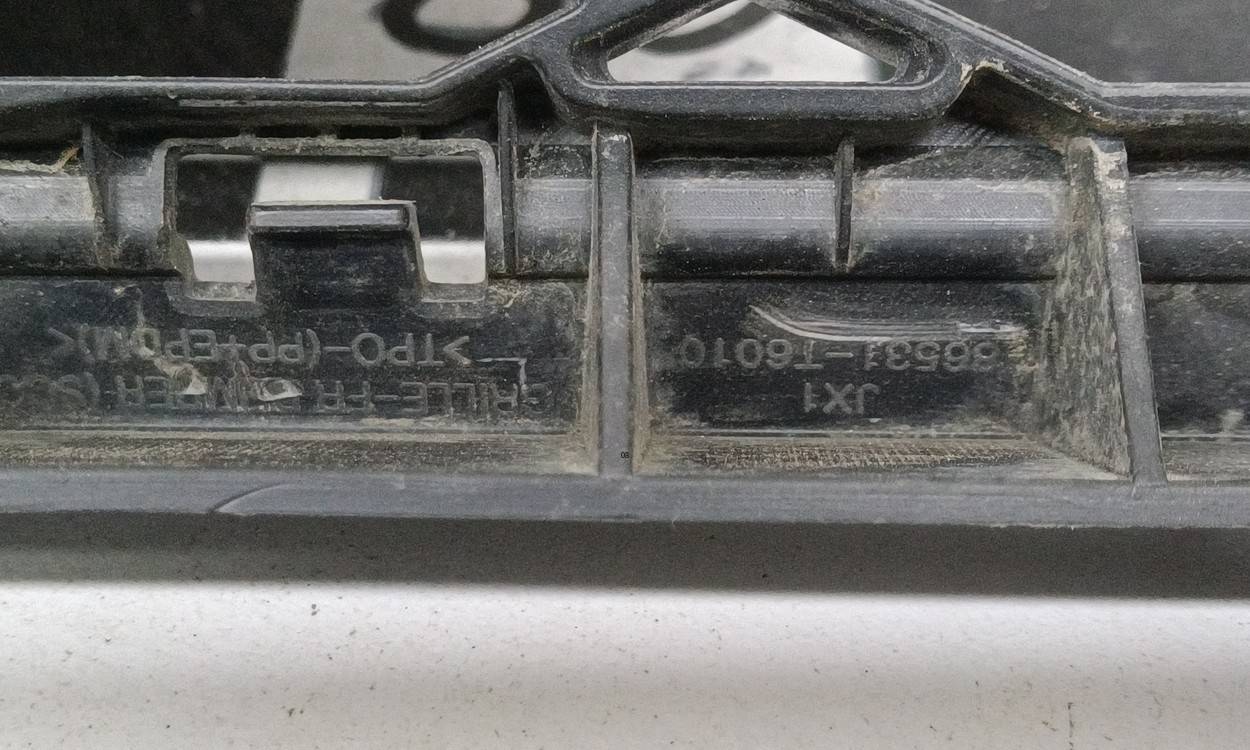 JX1
86531-T6010
GRILLE-FR BUMPER
>TPO-(PP+EPDM)<